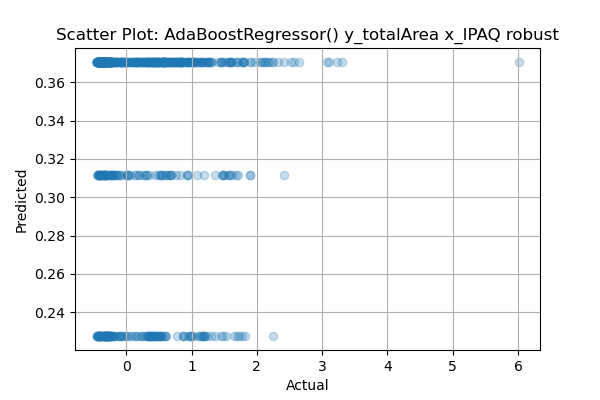 Scatter Plot: AdaBoostRegressor() y_totalArea x_IPAQ robust
0.36
0.34
0.32
0.30
0.28
0.26
0.24
Predicted
0 1 2 3 4 5 6
Actual